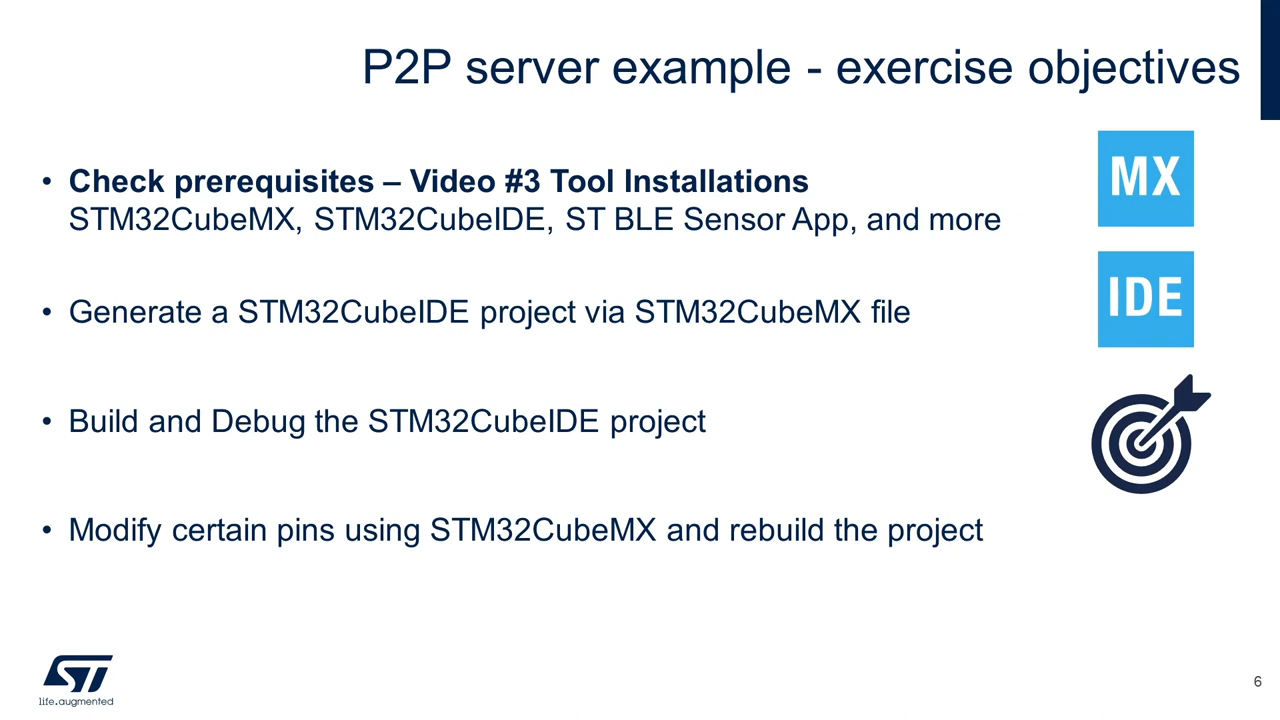 P2P server example - exercise objectives
• Check prerequisites – Video #3 Tool Installations
STM32CubeMX, STM32CubeIDE, ST BLE Sensor App, and more
• Generate a STM32CubeIDE project via STM32CubeMX file
• Build and Debug the STM32CubeIDE project
• Modify certain pins using STM32CubeMX and rebuild the project
MX
IDE
ST
life.augmented
6